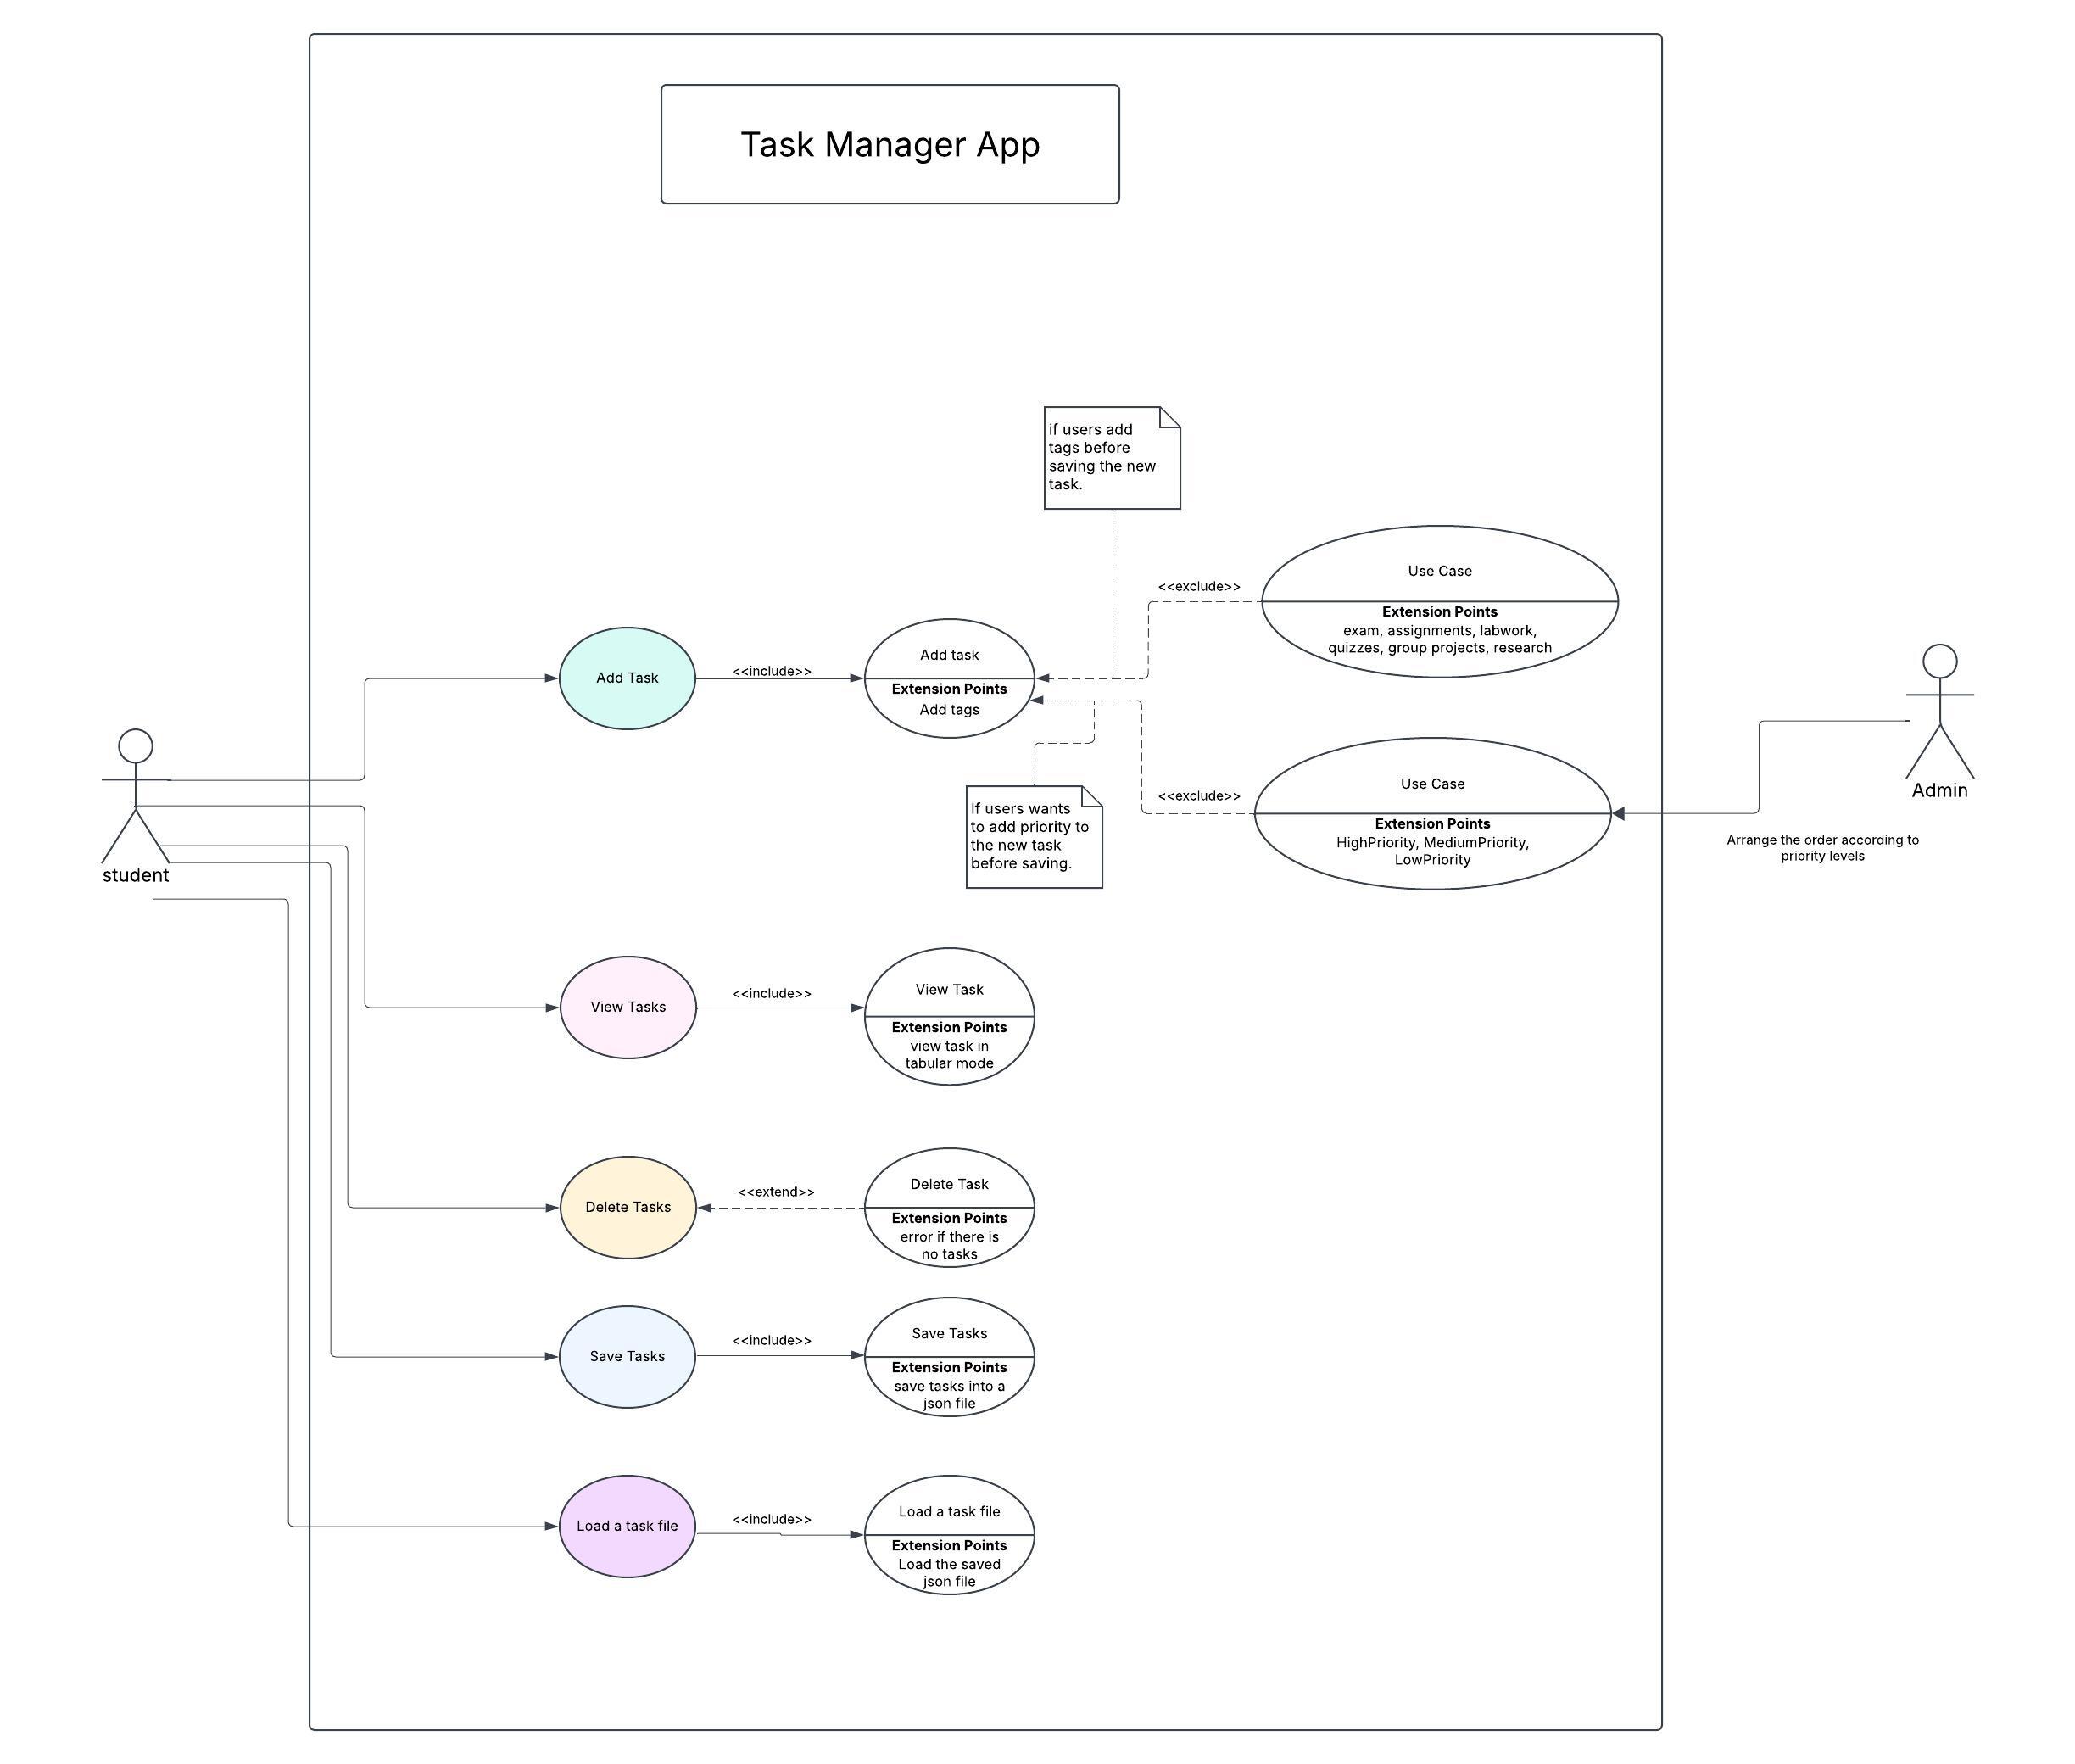 Task Manager App
if users add
tags before
saving the new
task.
<<exclude>>
Use Case
Extension Points
exam, assignments, labwork,
quizzes, group projects, research
Add Task
<<include>>
Add task
Extension Points
Add tags
student
If users wants
to add priority to
the new task
before saving.
<<exclude>>
Use Case
Extension Points
HighPriority, MediumPriority,
LowPriority
Admin
Arrange the order according to
priority levels
View Tasks
<<include>>
View Task
Extension Points
view task in
tabular mode
Delete Tasks
<<extend>>
Delete Task
Extension Points
error if there is
no tasks
Save Tasks
<<include>>
Save Tasks
Extension Points
save tasks into a
json file
Load a task file
<<include>>
Load a task file
Extension Points
Load the saved
json file